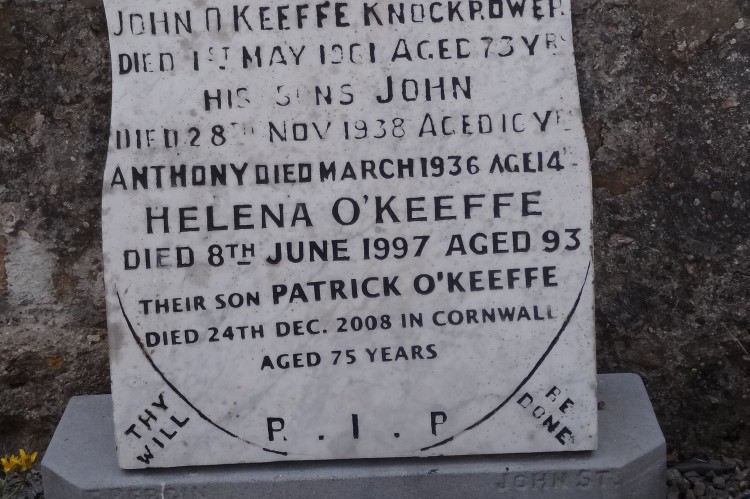 JOHN O'KEEFFE KNOCKROWER
DIED 1ST MAY 1961 AGED 73 YRS
HIS SONS JOHN
DIED 28TH NOV 1938 AGED 10 YRS
ANTHONY DIED MARCH 1936 AGE 14
HELENA O'KEEFFE
DIED 8TH JUNE 1997 AGED 93
THEIR SON PATRICK O'KEEFFE
DIED 24TH DEC. 2008 IN CORNWALL
AGED 75 YEARS
THY
WILL
R . I . P
BE
DONE
JOHN ST